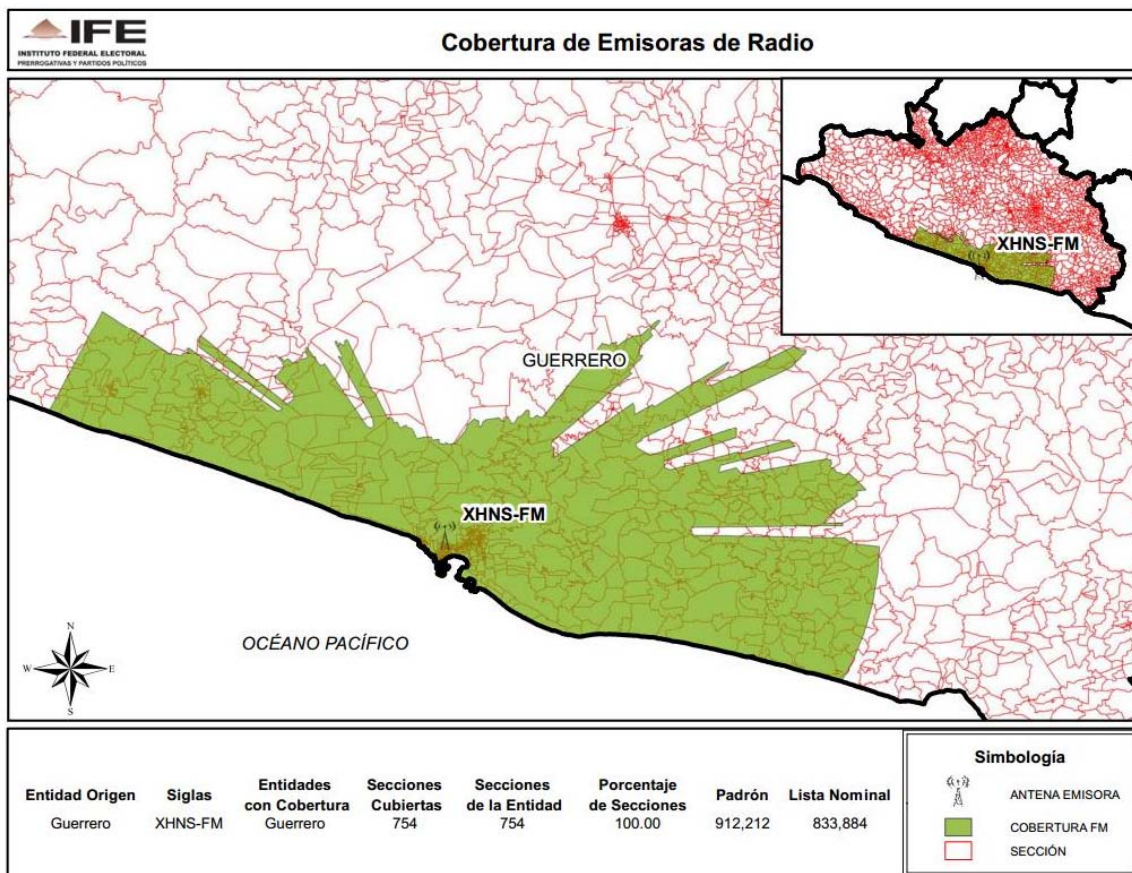 IFE
INSTITUTO FEDERAL ELECTORAL
PRERROGATIVAS Y PARTIDOS POLÍTICOS
Cobertura de Emisoras de Radio
XHNS-FM
GUERRERO
XHNS-FM
OCÉANO PACÍFICO
N
W E
S
Entidad Origen Siglas Entidades con Cobertura Secciones Cubiertas Secciones de la Entidad Porcentaje de Secciones Padrón Lista Nominal
Guerrero XHNS-FM Guerrero 754 754 100.00 912,212 833,884
Simbología
ANTENA EMISORA
COBERTURA FM
SECCIÓN